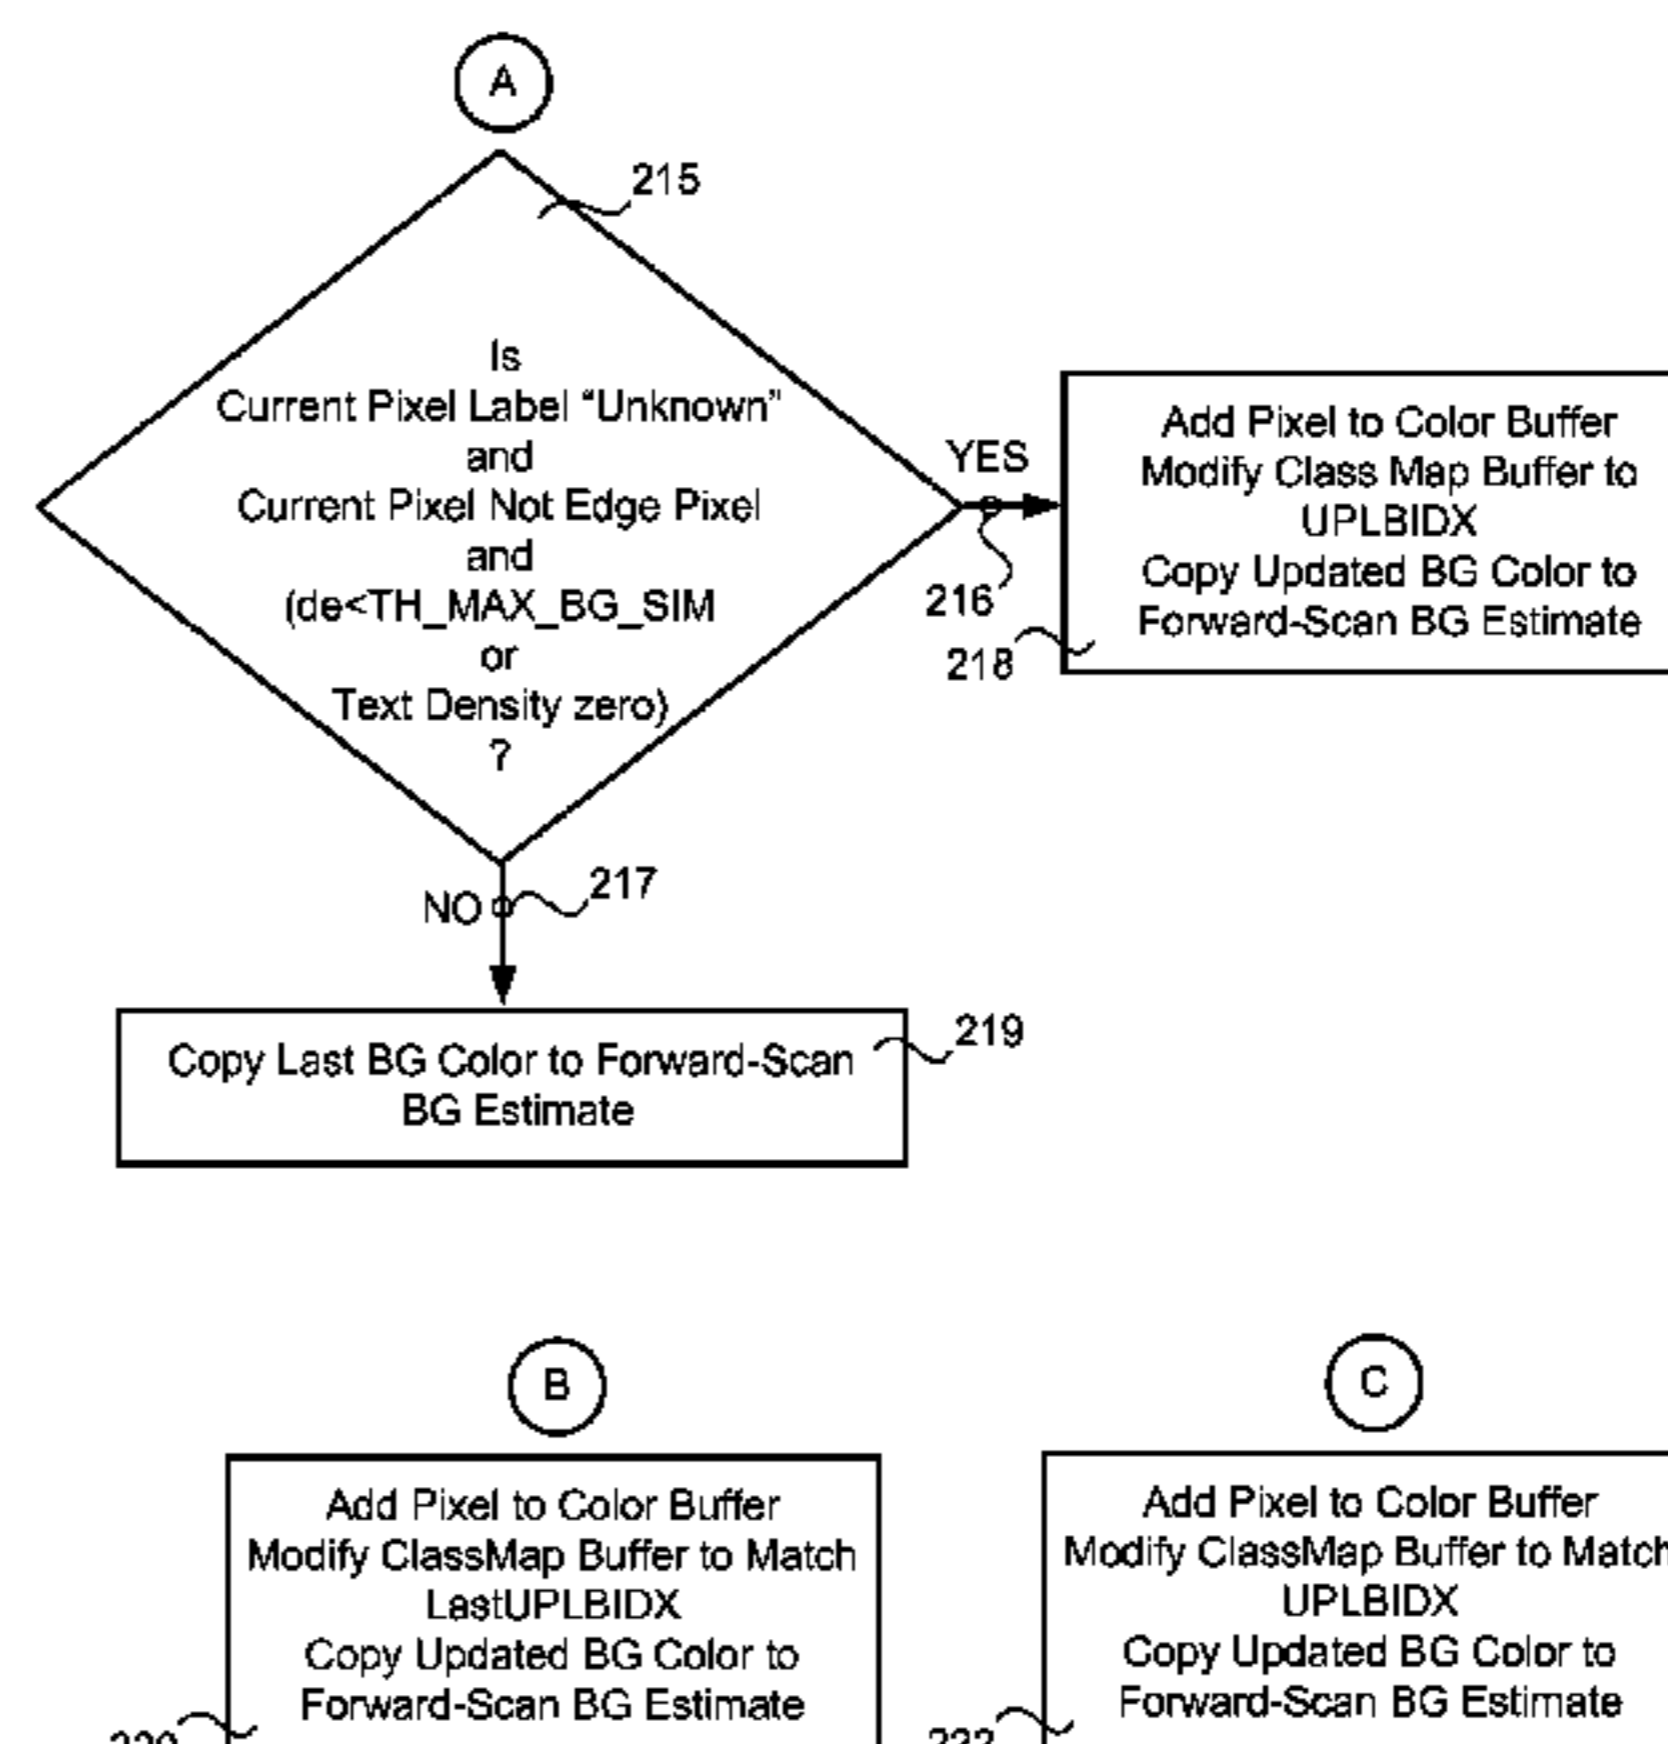 A
215
Is
Current Pixel Label “Unknown”
and
Current Pixel Not Edge Pixel
and
(de<TH_MAX_BG_SIM
or
Text Density zero)
?
YES
216
Add Pixel to Color Buffer
Modify Class Map Buffer to
UPLBIDX
Copy Updated BG Color to
Forward-Scan BG Estimate
218
NO
217
Copy Last BG Color to Forward-Scan
BG Estimate
219
B
Add Pixel to Color Buffer
Modify ClassMap Buffer to Match
LastUPLBIDX
Copy Updated BG Color to
Forward-Scan BG Estimate
C
Add Pixel to Color Buffer
Modify ClassMap Buffer to Match
UPLBIDX
Copy Updated BG Color to
Forward-Scan BG Estimate